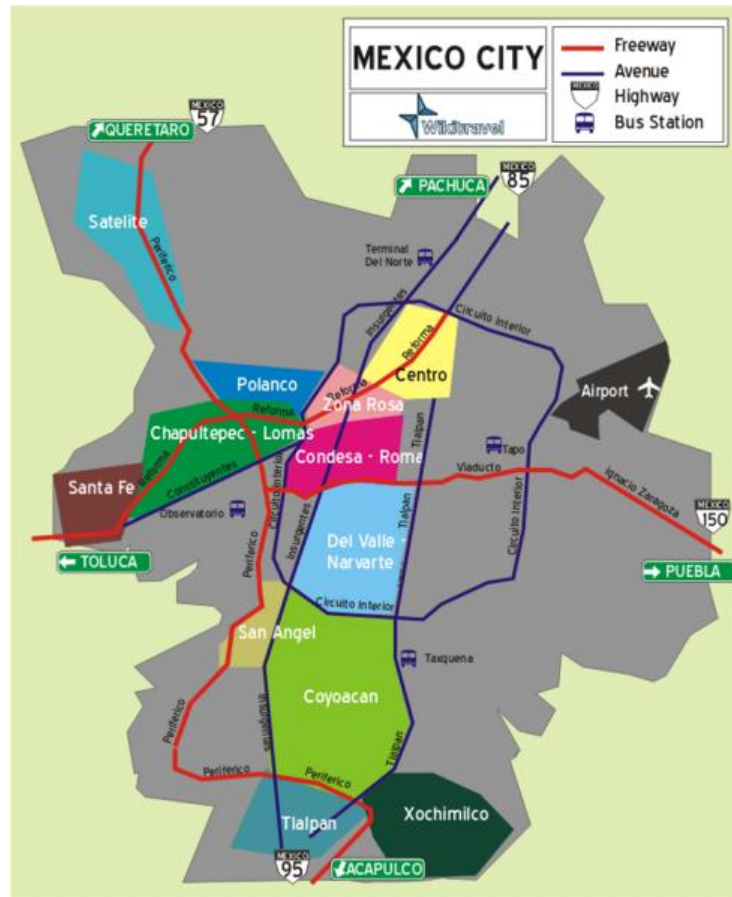 MEXICO CITY
Wikitravel
Freeway
Avenue
MEXICO
Highway
Bus Station
MEXICO
57
QUERETARO
MEXICO
85
PACHUCA
Satelite
Periferico
Terminal
Del Norte
Insurgentes
Circuito Interior
Reforma
Centro
Polanco
Reforma
Zona Rosa
Airport
Reforma
Chapultepec - Lomas
Tlalpan
Condesa - Roma
Tapo
Viaducto
Ignacio Zaragoza
Santa Fe
Reforma
Constituyentes
Circuito Interior
Observatorio
MEXICO
150
Tlalpan
Circuito Interior
TOLUCA
Periferico
Insurgentes
Del Valle -
Narvarte
PUEBLA
Circuito Interior
San Angel
Taxquena
Coyoacan
Insurgentes
Periferico
Tlalpan
Periferico
Periferico
Tlalpan
Xochimilco
MEXICO
95
ACAPULCO